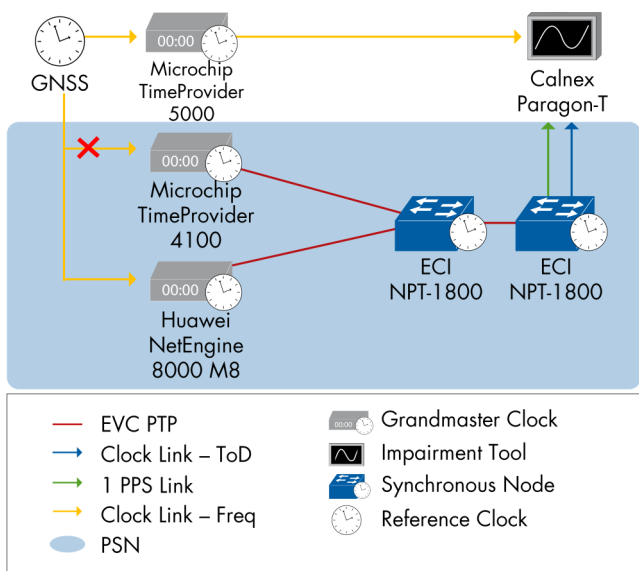 GNSS
00:00
Microchip
TimeProvider
5000
Calnex
Paragon-T
00:00
Microchip
TimeProvider
4100
00:00
Huawei
NetEngine
8000 M8
ECI
NPT-1800
ECI
NPT-1800
EVC PTP
Clock Link – ToD
1 PPS Link
Clock Link – Freq
PSN
00:00
Grandmaster Clock
Impairment Tool
Synchronous Node
Reference Clock